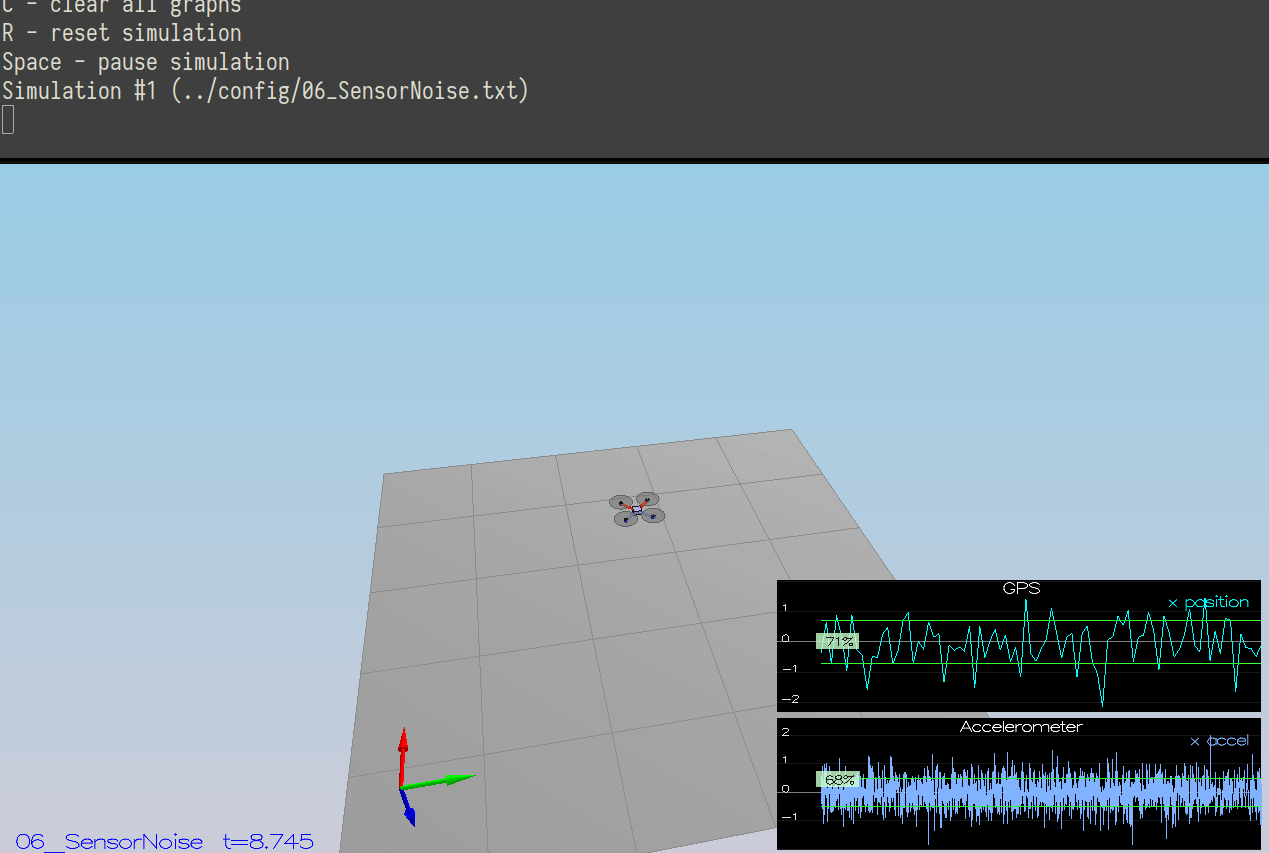 C - clear all graphs
R - reset simulation
Space - pause simulation
Simulation #1 (../config/06_SensorNoise.txt)
GPS
x position
1
0
71%
-1
-2
Accelerometer
2
x accel
1
68%
0
-1
06_SensorNoise t=8.745